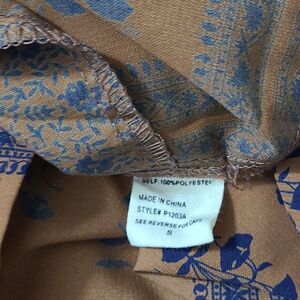 SELF 100%POLYESTER
MADE IN CHINA
STYLE# P1203A
SEE REVERSE FOR CARE
S